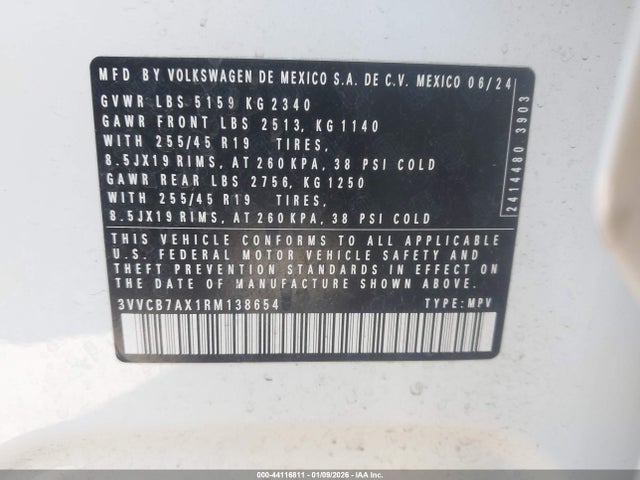 MFD BY VOLKSWAGEN DE MEXICO S.A. DE C.V. MEXICO 06/24
GVWR LBS 5159 KG 2340
GAWR FRONT LBS 2513, KG 1140
WITH 255/45 R19 TIRES,
8.5JX19 RIMS, AT 260 KPA, 38 PSI COLD
GAWR REAR LBS 2756, KG 1250
WITH 255/45 R19 TIRES,
8.5JX19 RIMS, AT 260 KPA, 38 PSI COLD
THIS VEHICLE CONFORMS TO ALL APPLICABLE
U.S. FEDERAL MOTOR VEHICLE SAFETY AND
THEFT PREVENTION STANDARDS IN EFFECT ON
THE DATE OF MANUFACTURE SHOWN ABOVE.
3VVCB7AX1RM138654 TYPE: MPV
2414480 3903
000-44116811 - 01/09/2026 - IAA Inc.